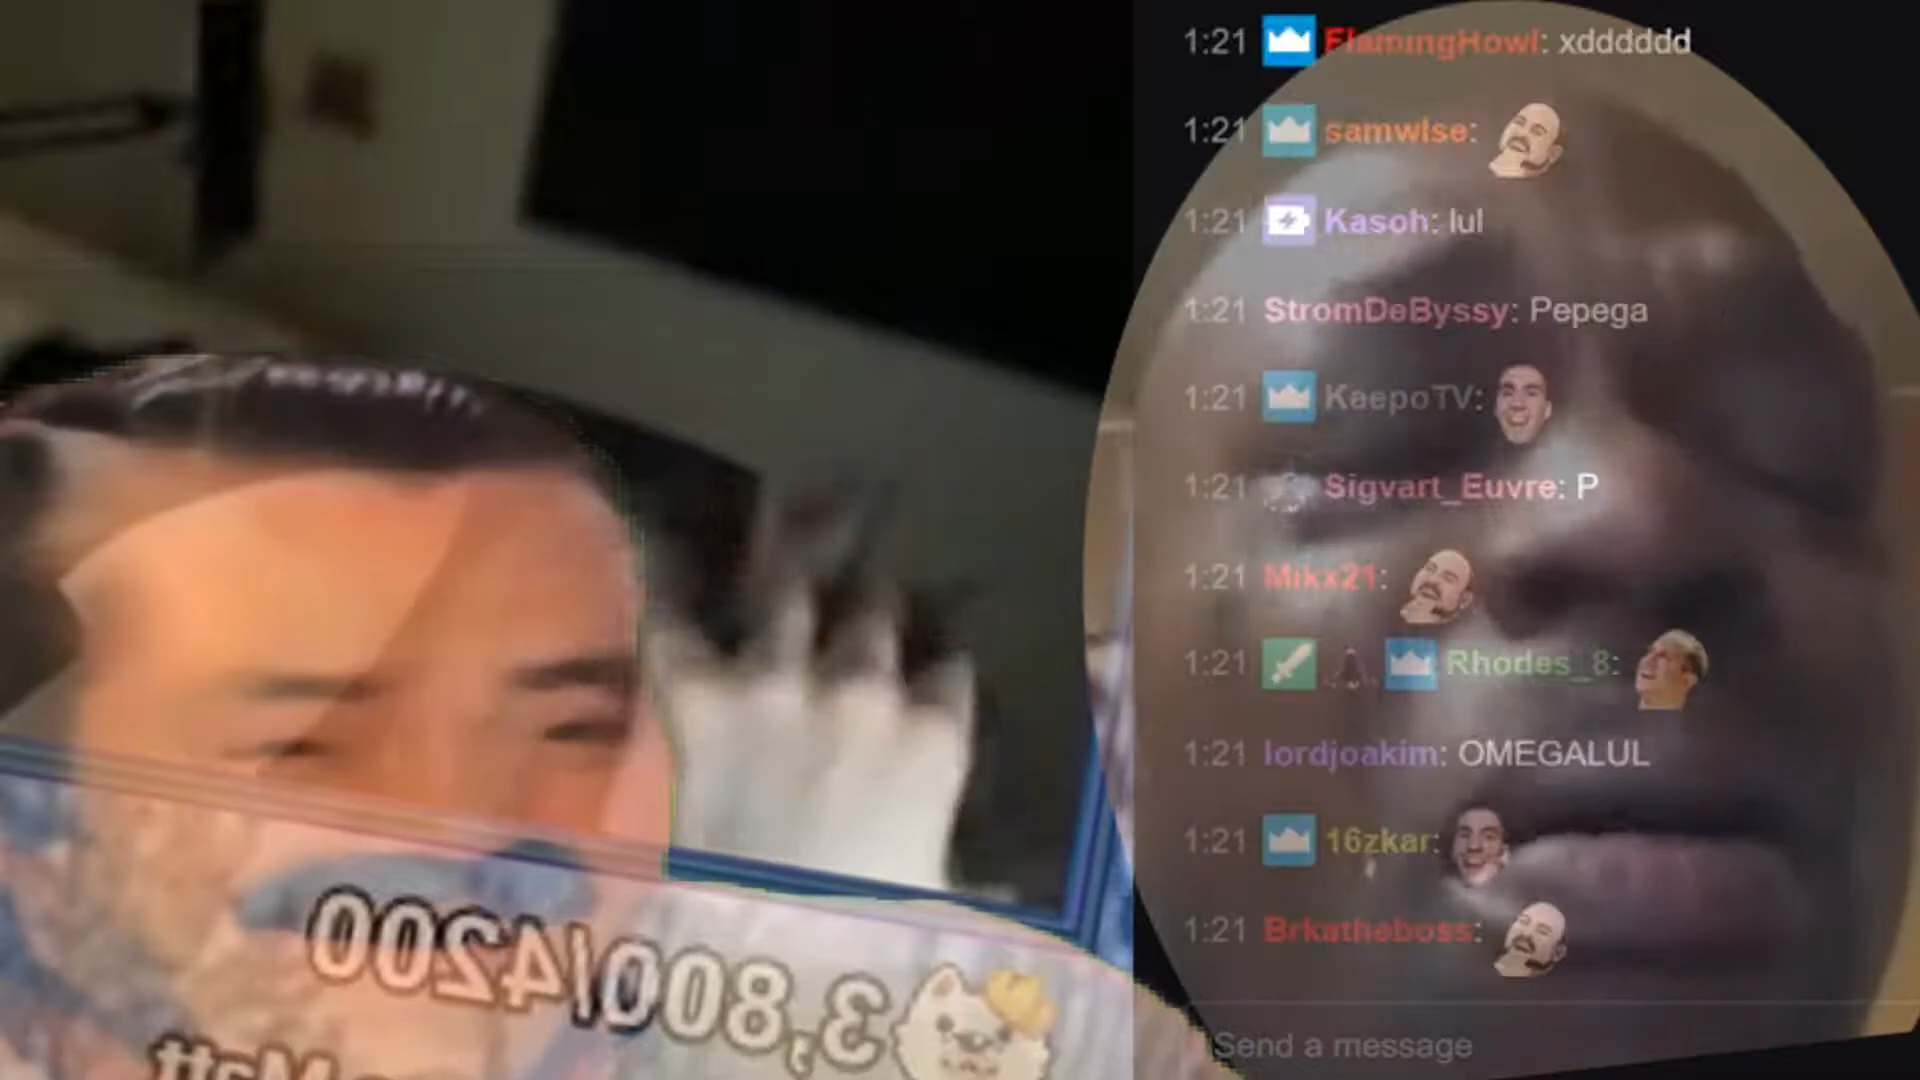 1:21 FlamingHowl: xdddddd
1:21 samwise:
1:21 Kasoh: lul
1:21 StromDeByssy: Pepega
1:21 KeepoTV:
1:21 Sigvart_Euvre: P
1:21 Mikx21:
1:21 Rhodes_8:
1:21 lordjoakim: OMEGALUL
1:21 16zkar:
1:21 Brkatheboss:
Send a message
3,800/4200
Matt